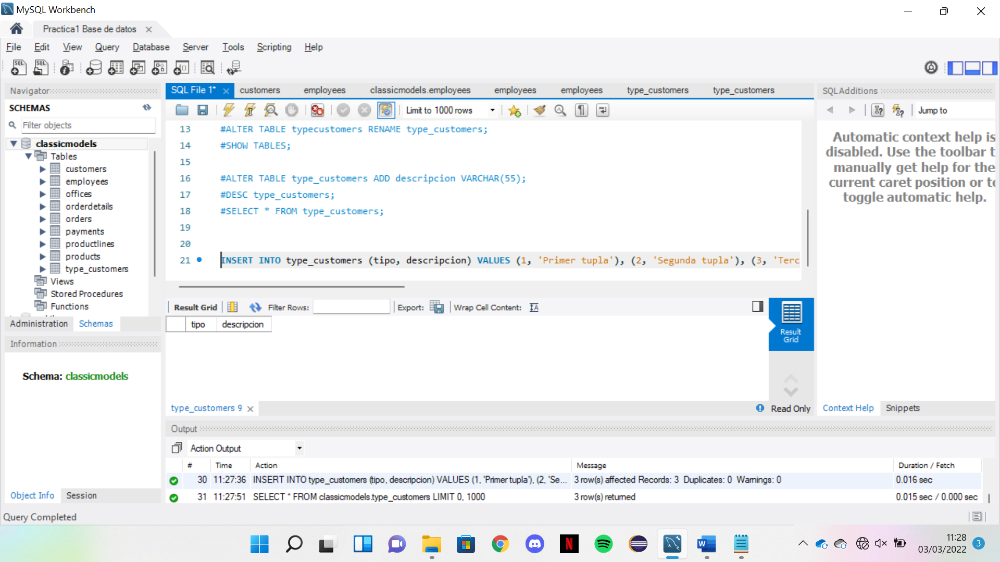 MySQL Workbench
Practica1 Base de datos
File Edit View Query Database Server Tools Scripting Help
Navigator
SCHEMAS
Filter objects
classicmodels
Tables
customers
employees
offices
orderdetails
orders
payments
productlines
products
type_customers
Views
Stored Procedures
Functions
Administration Schemas
Information
Schema: classicmodels
Object Info Session
Query Completed
SQL File 1* customers employees classicmodels.employees employees employees type_customers type_customers
Limit to 1000 rows
13 #ALTER TABLE typecustomers RENAME type_customers;
14 #SHOW TABLES;
15
16 #ALTER TABLE type_customers ADD descripcion VARCHAR(55);
17 #DESC type_customers;
18 #SELECT * FROM type_customers;
19
20
21 INSERT INTO type_customers (tipo, descripcion) VALUES (1, 'Primer tupla'), (2, 'Segunda tupla'), (3, 'Terc
Result Grid Filter Rows: Export: Wrap Cell Content:
tipo descripcion
Result
Grid
type_customers 9
Read Only
SQLAdditions
Jump to
Automatic context help is
disabled. Use the toolbar t
manually get help for the
current caret position or to
toggle automatic help.
Context Help Snippets
Output
Action Output
# Time Action Message Duration / Fetch
30 11:27:36 INSERT INTO type_customers (tipo, descripcion) VALUES (1, 'Primer tupla'), (2, 'Se... 3 row(s) affected Records: 3 Duplicates: 0 Warnings: 0 0.016 sec
31 11:27:51 SELECT * FROM classicmodels.type_customers LIMIT 0, 1000 3 row(s) returned 0.015 sec / 0.000 sec
11:28
03/03/2022
3